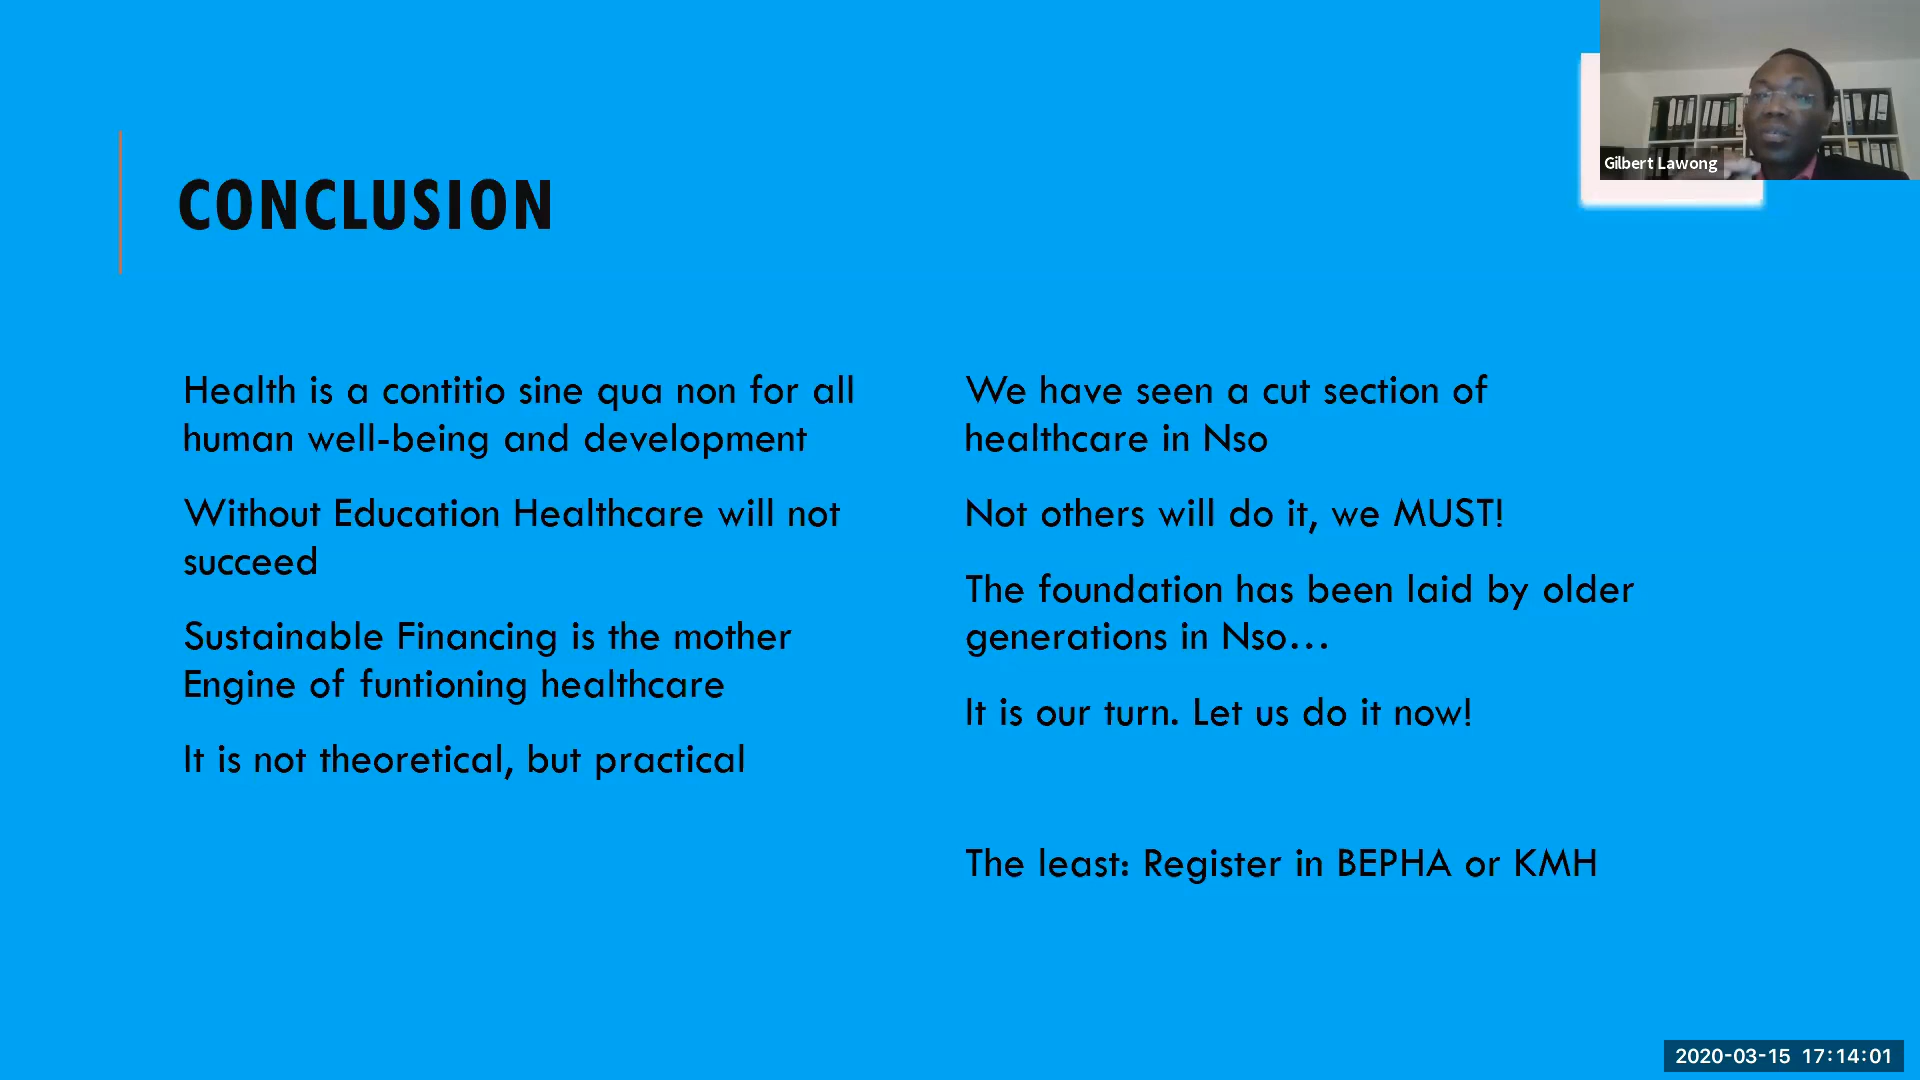 CONCLUSION
Health is a contitio sine qua non for all
human well-being and development
Without Education Healthcare will not
succeed
Sustainable Financing is the mother
Engine of funtioning healthcare
It is not theoretical, but practical
We have seen a cut section of
healthcare in Nso
Not others will do it, we MUST!
The foundation has been laid by older
generations in Nso...
It is our turn. Let us do it now!
The least: Register in BEPHA or KMH
Gilbert Lawong
2020-03-15 17:14:01